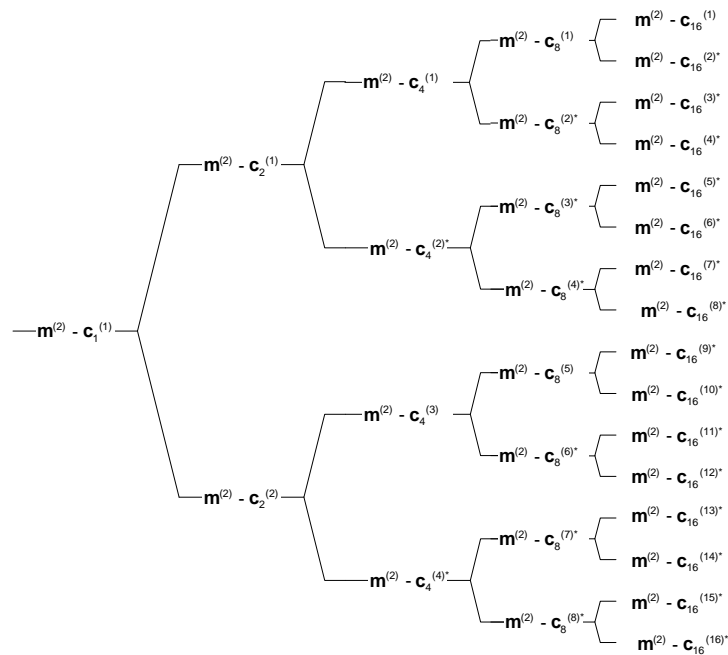 m(2) - c16(1)
m(2) - c8(1)
m(2) - c16(2)*
m(2) - c4(1)
m(2) - c16(3)*
m(2) - c8(2)*
m(2) - c16(4)*
m(2) - c2(1)
m(2) - c16(5)*
m(2) - c8(3)*
m(2) - c16(6)*
m(2) - c4(2)*
m(2) - c16(7)*
m(2) - c8(4)*
m(2) - c16(8)*
m(2) - c1(1)
m(2) - c16(9)*
m(2) - c8(5)
m(2) - c16(10)*
m(2) - c4(3)
m(2) - c16(11)*
m(2) - c8(6)*
m(2) - c16(12)*
m(2) - c2(2)
m(2) - c16(13)*
m(2) - c8(7)*
m(2) - c16(14)*
m(2) - c4(4)*
m(2) - c16(15)*
m(2) - c8(8)*
m(2) - c16(16)*